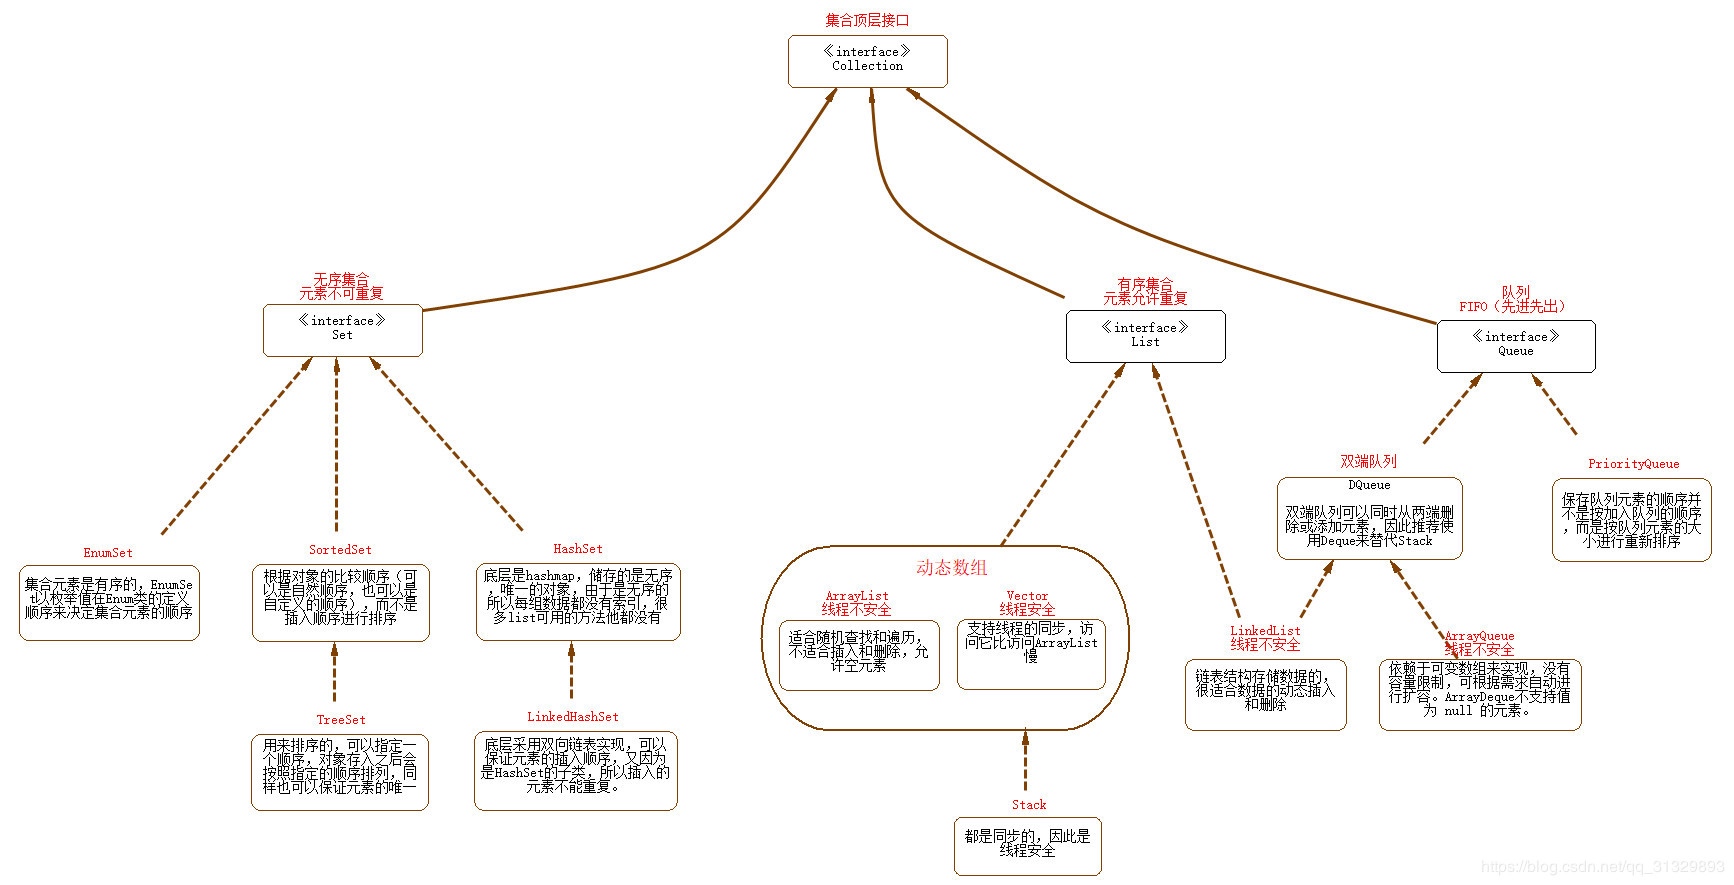 集合顶层接口
《interface》
Collection
无序集合
元素不可重复
《interface》
Set
有序集合
元素允许重复
《interface》
List
队列
FIFO（先进先出）
《interface》
Queue
EnumSet
集合元素是有序的，EnumSe
t以枚举值在Enum类的定义
顺序来决定集合元素的顺序
SortedSet
根据对象的比较顺序（可
以是自然顺序，也可以是
自定义的顺序），而不是
插入顺序进行排序
HashSet
底层是hashmap，储存的是无序
，唯一的对象，由于是无序的
所以每组数据都没有索引，很
多list可用的方法他都没有
TreeSet
用来排序的，可以指定一
个顺序，对象存入之后会
按照指定的顺序排列，同
样也可以保证元素的唯一
LinkedHashSet
底层采用双向链表实现，可以
保证元素的插入顺序，又因为
是HashSet的子类，所以插入的
元素不能重复。
动态数组
ArrayList
线程不安全
适合随机查找和遍历，
不适合插入和删除，允
许空元素
Vector
线程安全
支持线程的同步，访
问它比访问ArrayList
慢
Stack
都是同步的，因此是
线程安全
双端队列
DQueue
双端队列可以同时从两端删
除或添加元素，因此推荐使
用Deque来替代Stack
PriorityQueue
保存队列元素的顺序并
不是按加入队列的顺序
，而是按队列元素的大
小进行重新排序
LinkedList
线程不安全
链表结构存储数据的，
很适合数据的动态插入
和删除
ArrayQueue
线程不安全
依赖于可变数组来实现，没有
容量限制，可根据需求自动进
行扩容。ArrayDeque不支持值
为 null 的元素。
https://blog.csdn.net/qq_31329893